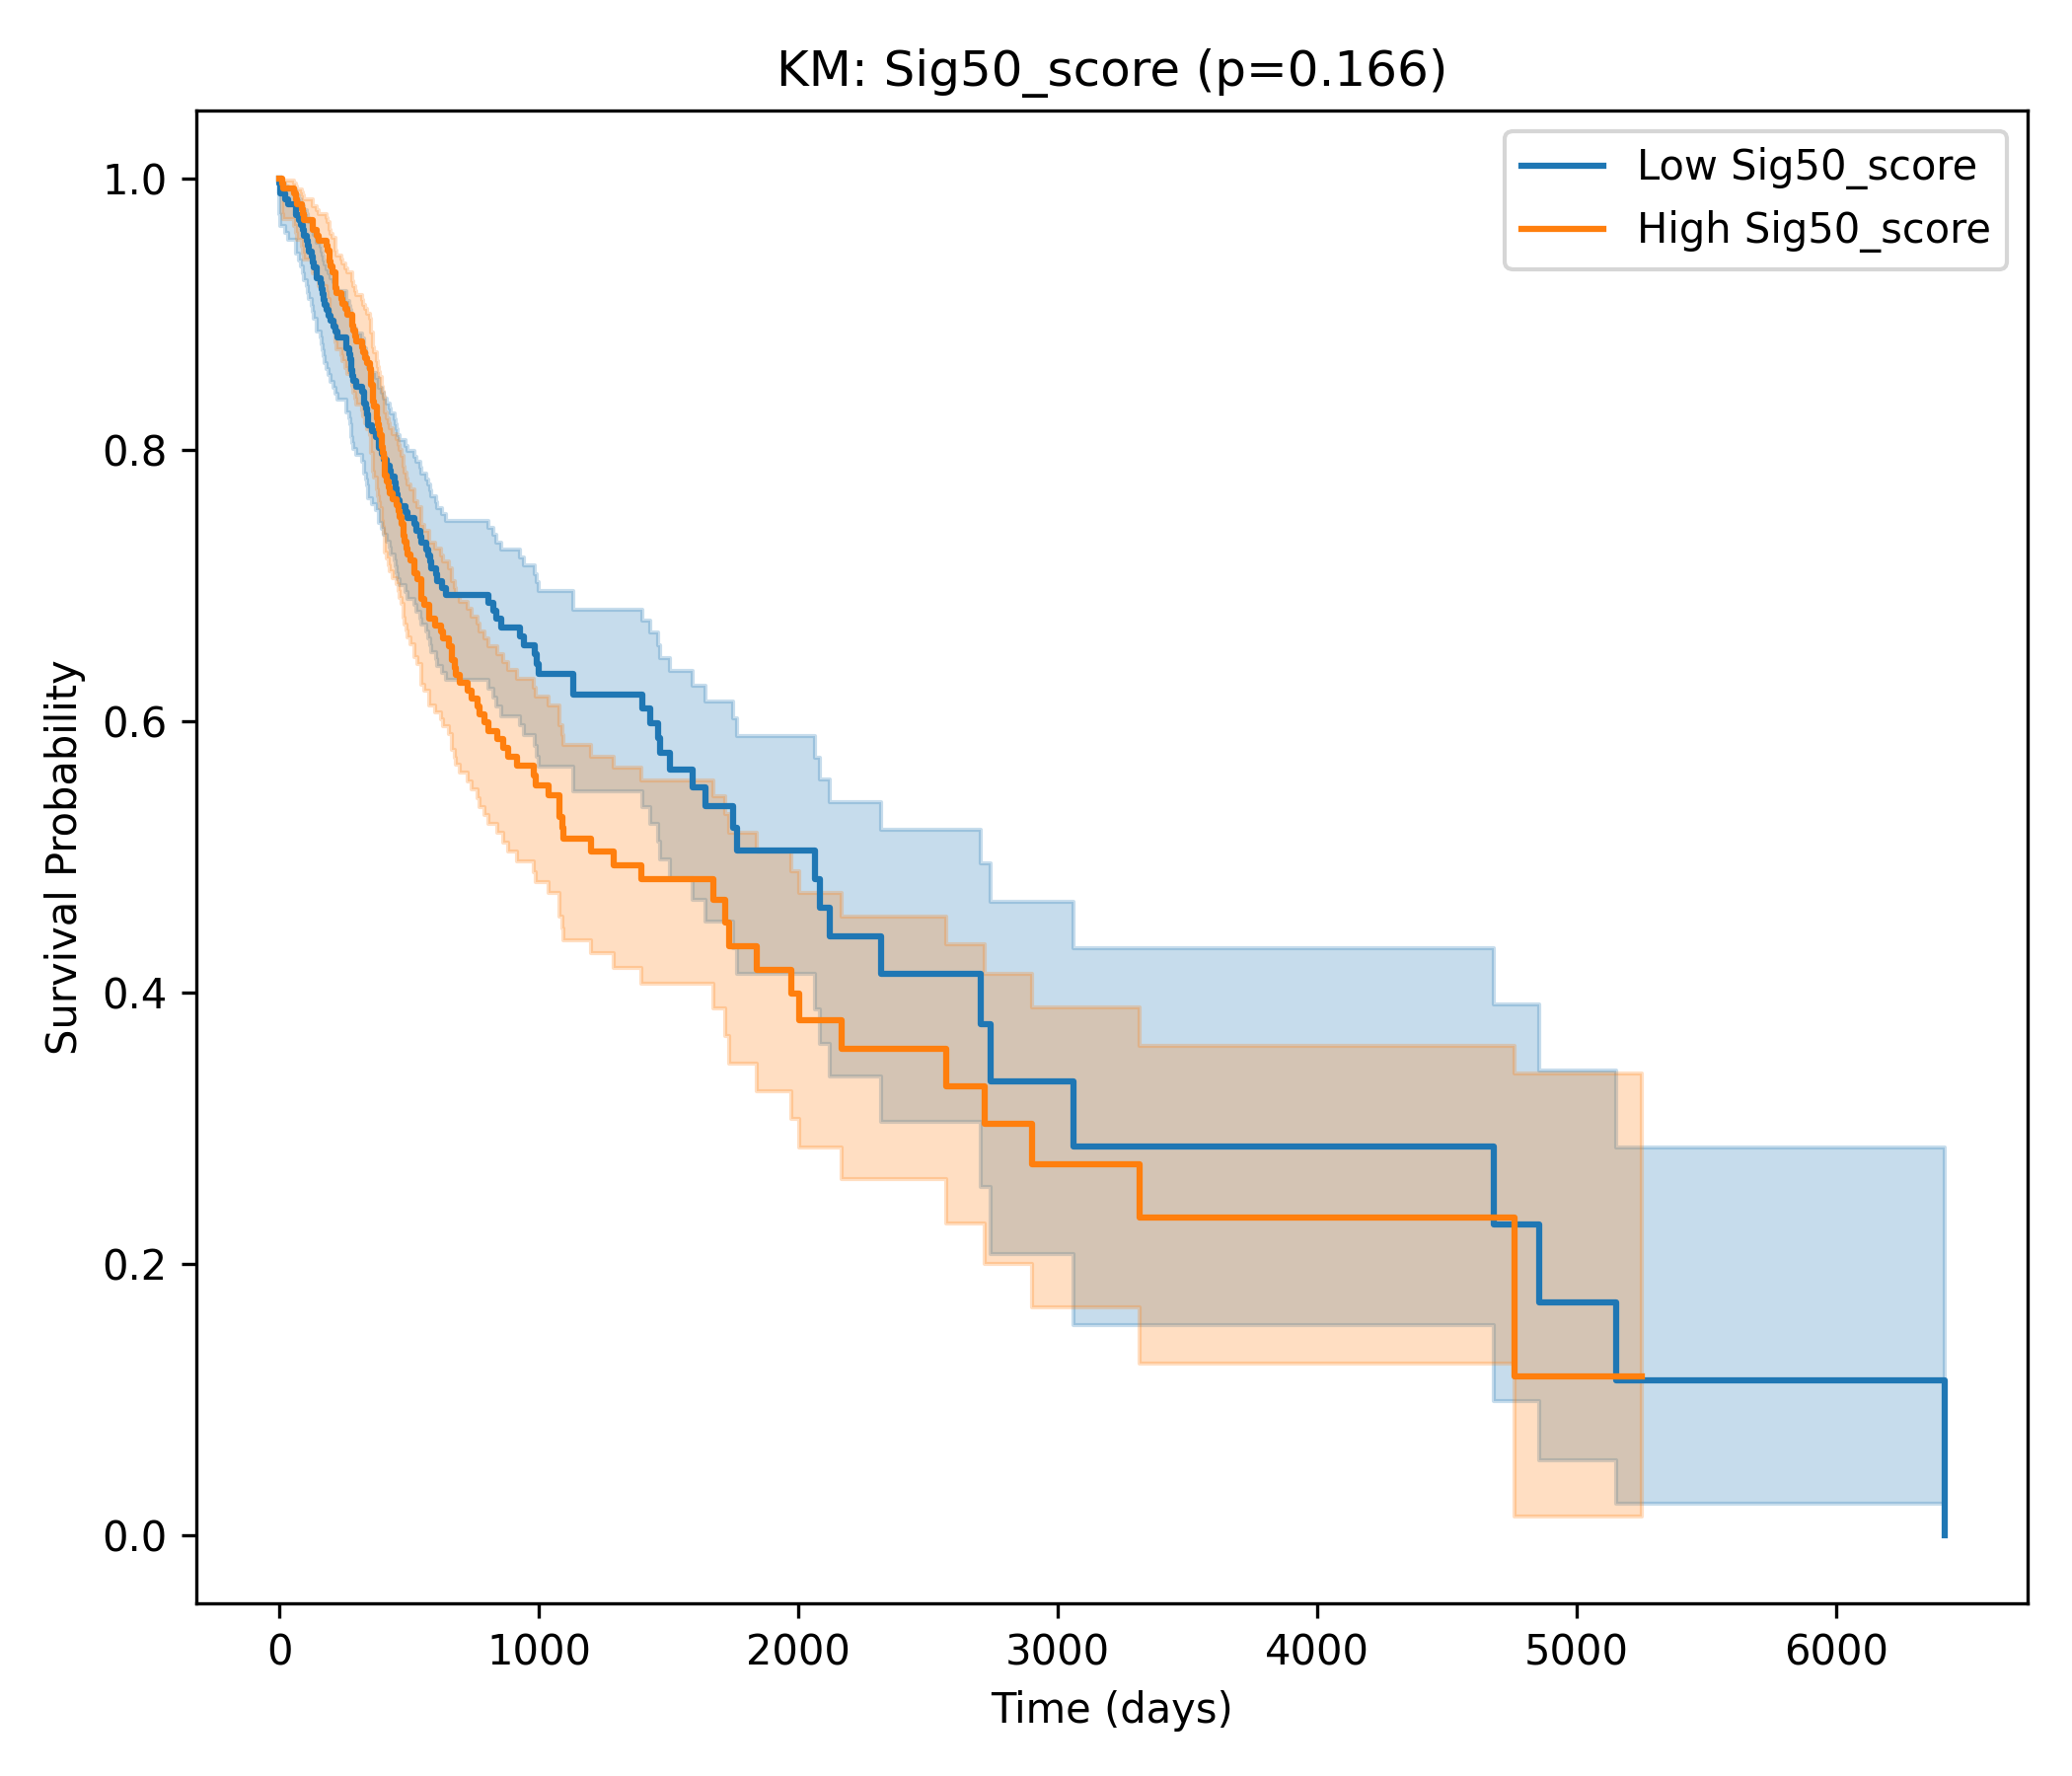 KM: Sig50_score (p=0.166)
Low Sig50_score
High Sig50_score
Survival Probability
1.0
0.8
0.6
0.4
0.2
0.0
0 1000 2000 3000 4000 5000 6000
Time (days)